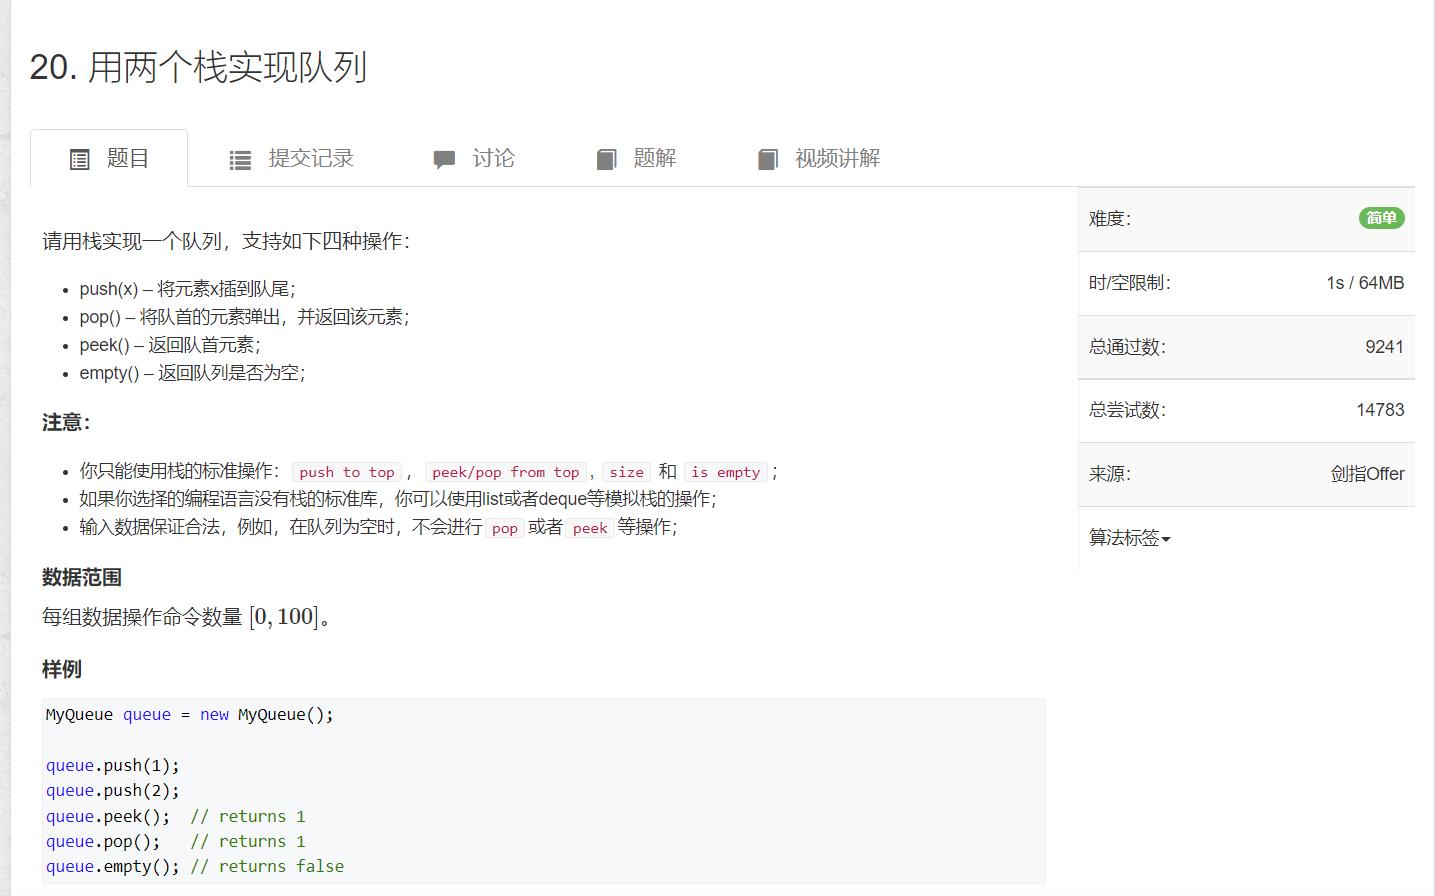 20. 用两个栈实现队列
题目 提交记录 讨论 题解 视频讲解
请用栈实现一个队列，支持如下四种操作：
push(x) – 将元素x插到队尾；
pop() – 将队首的元素弹出，并返回该元素；
peek() – 返回队首元素；
empty() – 返回队列是否为空；
注意：
你只能使用栈的标准操作： push to top ， peek/pop from top , size 和 is empty ；
如果你选择的编程语言没有栈的标准库，你可以使用list或者deque等模拟栈的操作；
输入数据保证合法，例如，在队列为空时，不会进行 pop 或者 peek 等操作；
数据范围
每组数据操作命令数量 [0, 100]。
样例
MyQueue queue = new MyQueue();
queue.push(1);
queue.push(2);
queue.peek();  // returns 1
queue.pop();   // returns 1
queue.empty(); // returns false
难度： 简单
时/空限制： 1s / 64MB
总通过数： 9241
总尝试数： 14783
来源： 剑指Offer
算法标签